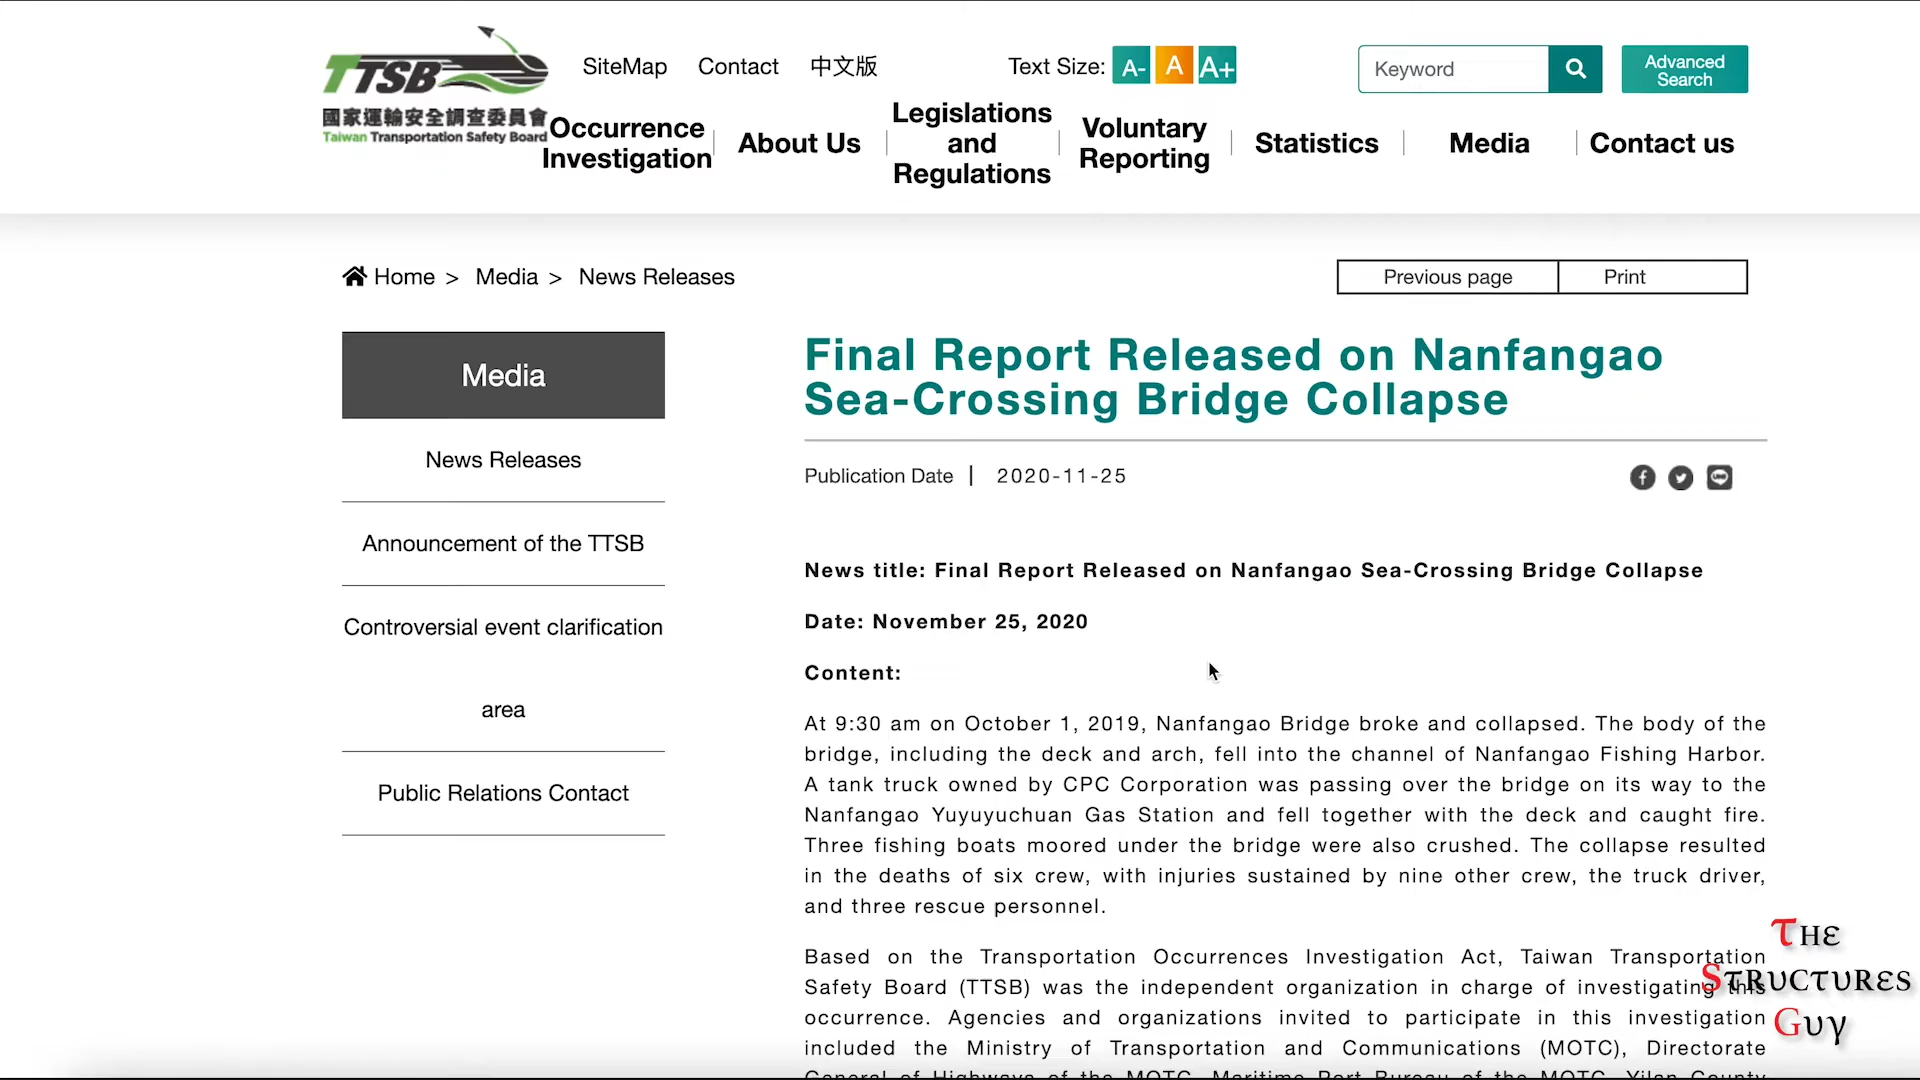 TTSB
國家運輸安全調查委員會
Taiwan Transportation Safety Board
SiteMap Contact 中文版
Text Size: A- A A+
Keyword
Advanced
Search
Occurrence
Investigation
About Us
Legislations
and
Regulations
Voluntary
Reporting
Statistics
Media
Contact us
Home > Media > News Releases
Previous page Print
Media
News Releases
Announcement of the TTSB
Controversial event clarification
area
Public Relations Contact
Final Report Released on Nanfangao
Sea-Crossing Bridge Collapse
Publication Date | 2020-11-25
News title: Final Report Released on Nanfangao Sea-Crossing Bridge Collapse
Date: November 25, 2020
Content:
At 9:30 am on October 1, 2019, Nanfangao Bridge broke and collapsed. The body of the
bridge, including the deck and arch, fell into the channel of Nanfangao Fishing Harbor.
A tank truck owned by CPC Corporation was passing over the bridge on its way to the
Nanfangao Yuyuyuchuan Gas Station and fell together with the deck and caught fire.
Three fishing boats moored under the bridge were also crushed. The collapse resulted
in the deaths of six crew, with injuries sustained by nine other crew, the truck driver,
and three rescue personnel.
Based on the Transportation Occurrences Investigation Act, Taiwan Transportation
Safety Board (TTSB) was the independent organization in charge of investigating this
occurrence. Agencies and organizations invited to participate in this investigation
included the Ministry of Transportation and Communications (MOTC), Directorate
General of Highways of the MOTC, Maritime Port Bureau of the MOTC, Yilan County
The
Structures
Guy